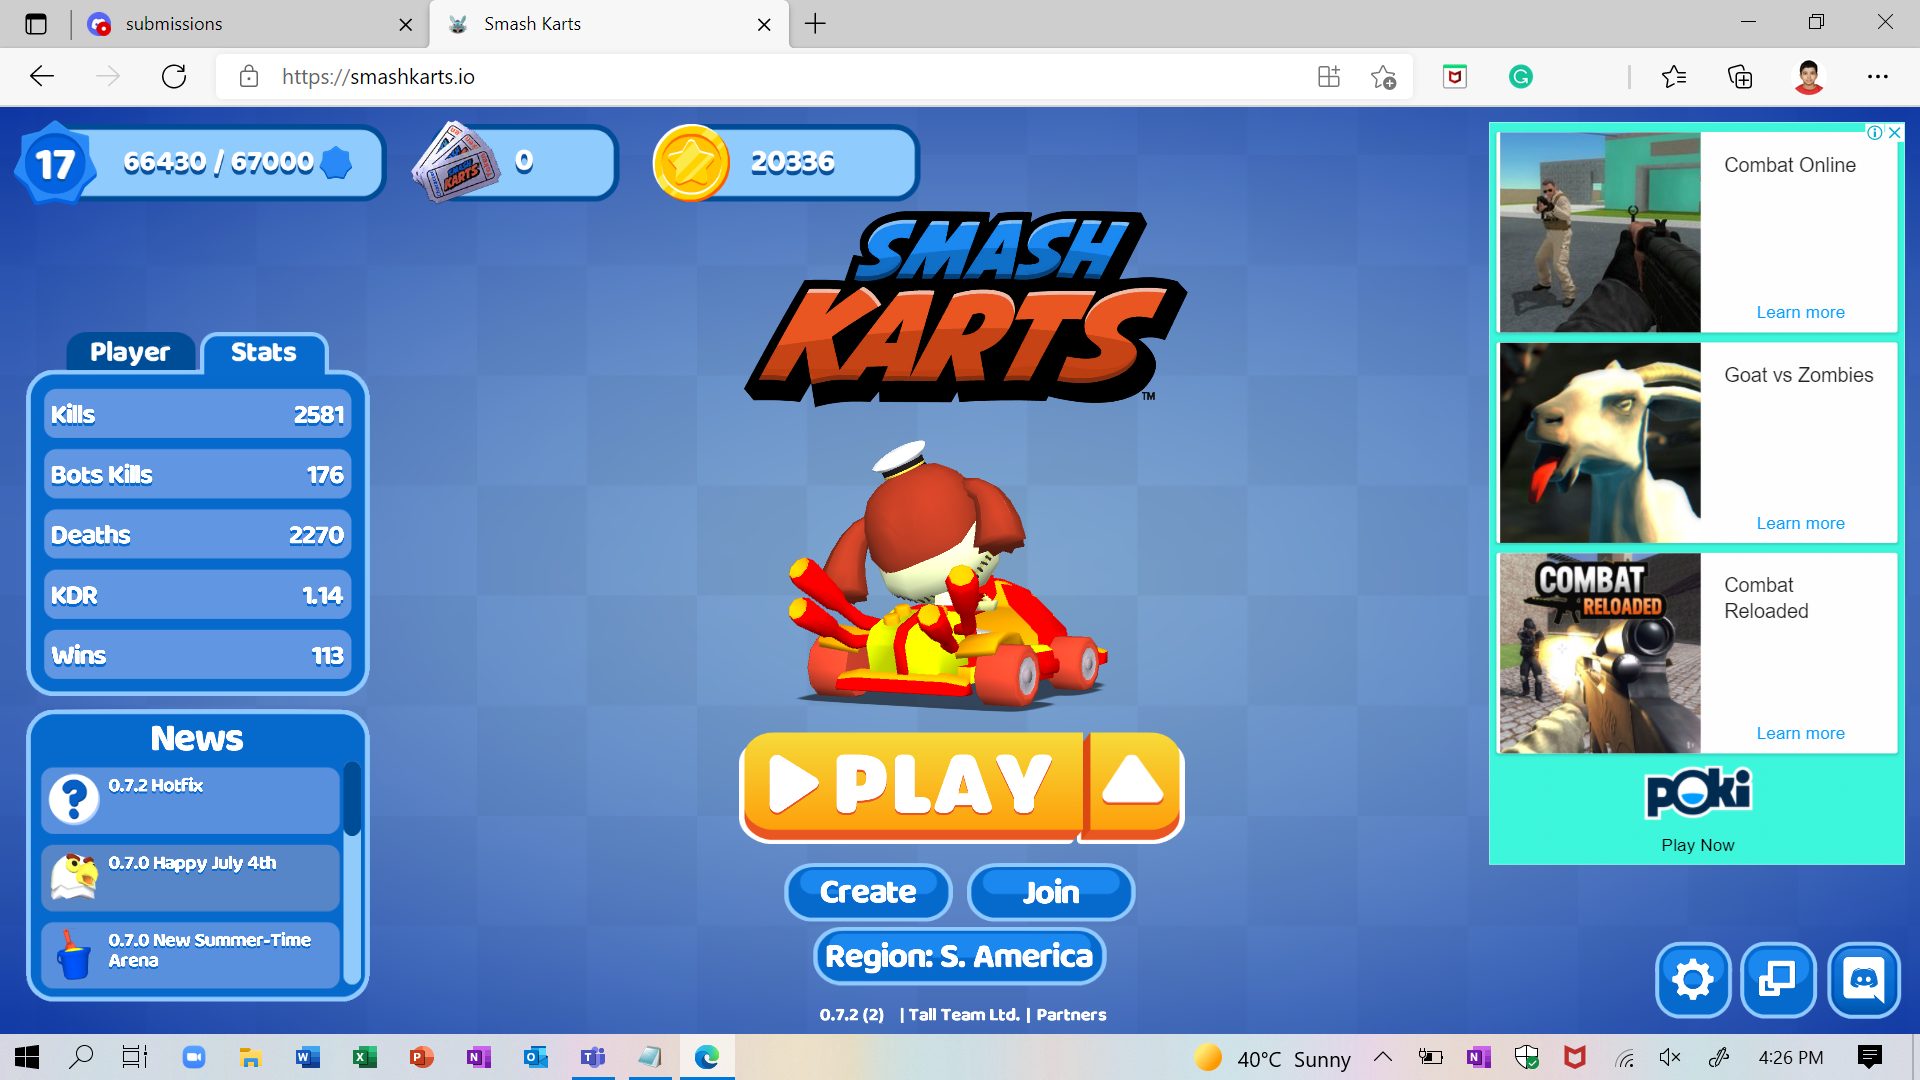 submissions
Smash Karts
https://smashkarts.io
17
66430 / 67000
0
20336
SMASH
KARTS
™
Player
Stats
Kills 2581
Bots Kills 176
Deaths 2270
KDR 1.14
Wins 113
News
0.7.2 Hotfix
0.7.0 Happy July 4th
0.7.0 New Summer-Time
Arena
PLAY
Create
Join
Region: S. America
0.7.2 (2) | Tall Team Ltd. | Partners
Combat Online
Learn more
Goat vs Zombies
Learn more
COMBAT
RELOADED
Combat
Reloaded
Learn more
POKi
Play Now
40°C Sunny
4:26 PM